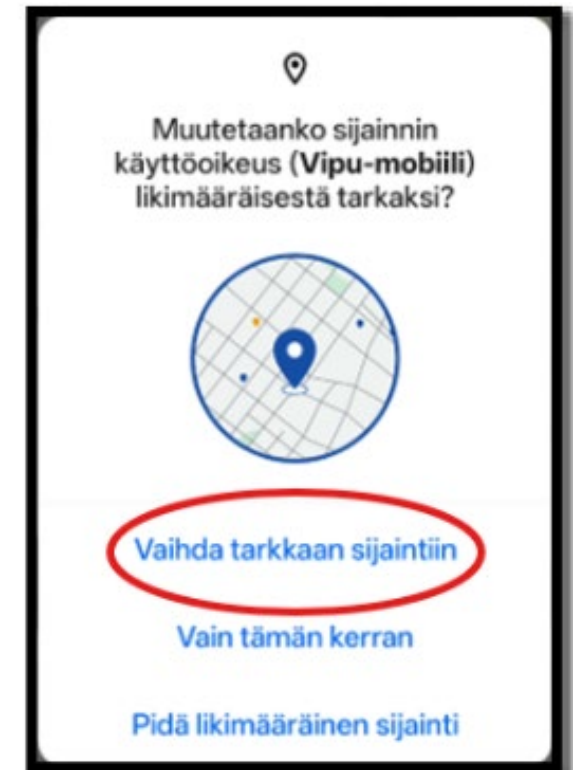 Muutetaanko sijainnin
käyttöoikeus (Vipu-mobiili)
likimääräisestä tarkaksi?
Vaihda tarkkaan sijaintiin
Vain tämän kerran
Pidä likimääräinen sijainti